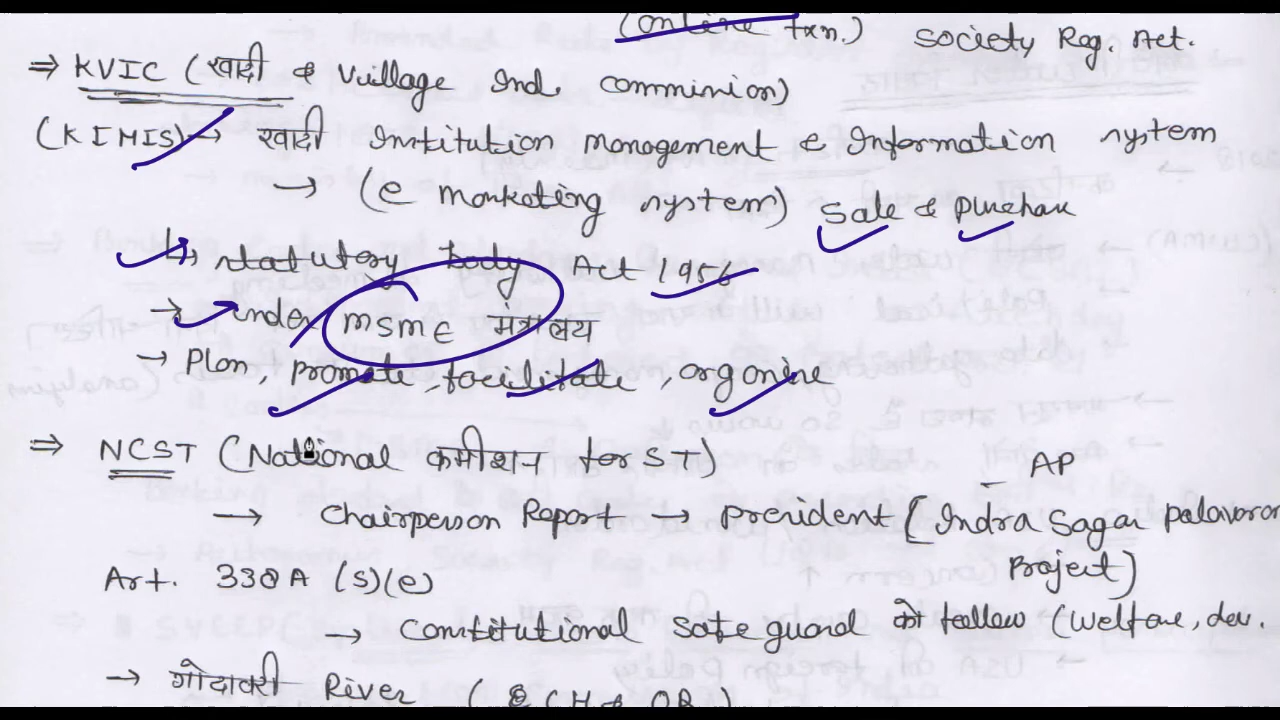 (online txn.) Society Reg. Act.
⇒ KVIC (खादी & Village Ind. commission)
(KIMIS) → खादी Institution management & Information system
→ (e marketing system) Sale & Purchase
↳ statutory body Act 1956
→ under MSME मंत्रालय
→ Plan, promote, facilitate, organise
⇒ NCST (National कमीशन for ST)
AP
→ Chairperson Report → President [Indra Sagar Polavaram
Art. 338A (5)(e) Project]
→ Constitutional safeguard को follow (welfare, dev.
→ गोदावरी River